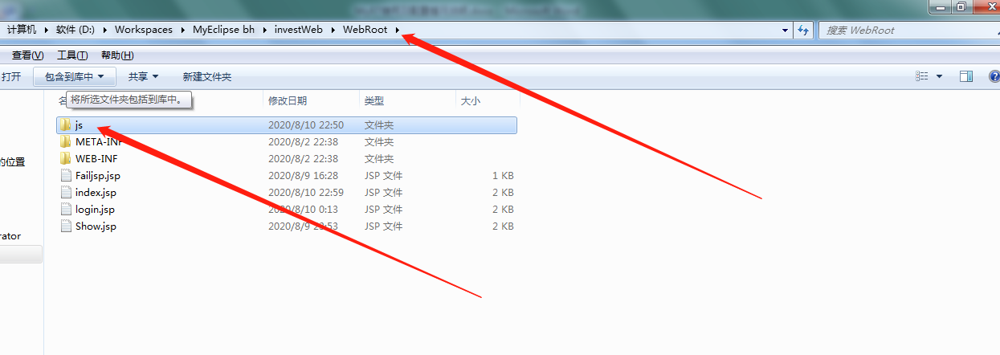 计算机 软件 (D:) Workspaces MyEclipse bh investWeb WebRoot 搜索 WebRoot
查看(V) 工具(T) 帮助(H)
打开 包含到库中 共享 新建文件夹
将所选文件夹包括到库中。 修改日期 类型 大小
js 2020/8/10 22:50 文件夹
META-INF 2020/8/2 22:38 文件夹
WEB-INF 2020/8/2 22:38 文件夹
的位置
Failjsp.jsp 2020/8/9 16:28 JSP 文件 1 KB
index.jsp 2020/8/10 22:59 JSP 文件 2 KB
login.jsp 2020/8/10 0:13 JSP 文件 2 KB
Show.jsp 2020/8/9 :53 JSP 文件 2 KB
rator